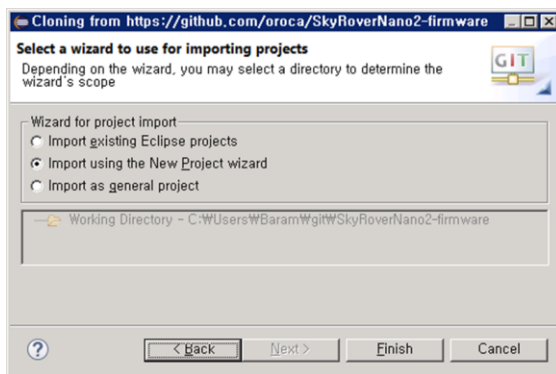 Cloning from https://github.com/oroca/SkyRoverNano2-firmware
Select a wizard to use for importing projects
Depending on the wizard, you may select a directory to determine the
wizard's scope
GIT
Wizard for project import
Import existing Eclipse projects
Import using the New Project wizard
Import as general project
Working Directory - C:₩Users₩Baram₩git₩SkyRoverNano2-firmware
?
< Back
Next >
Finish
Cancel